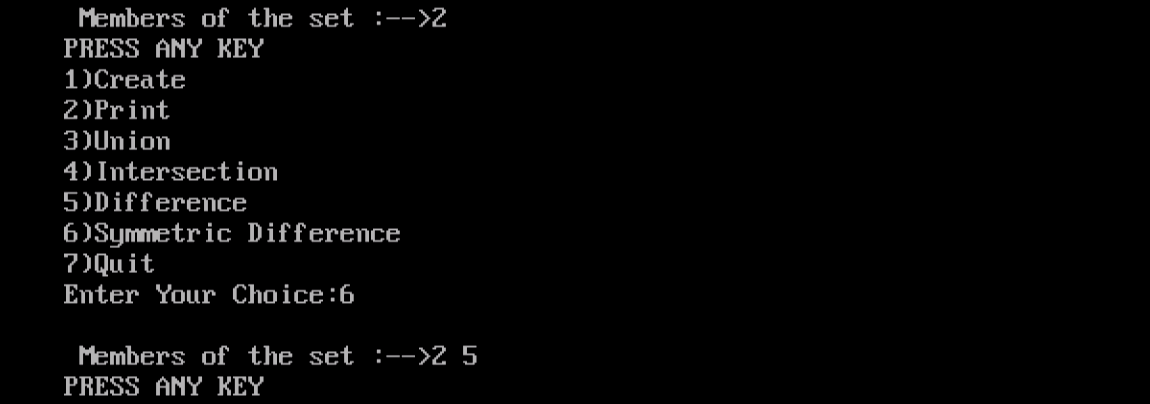 Members of the set :-->2
PRESS ANY KEY
1)Create
2)Print
3)Union
4)Intersection
5)Difference
6)Symmetric Difference
7)Quit
Enter Your Choice:6
Members of the set :-->2 5
PRESS ANY KEY